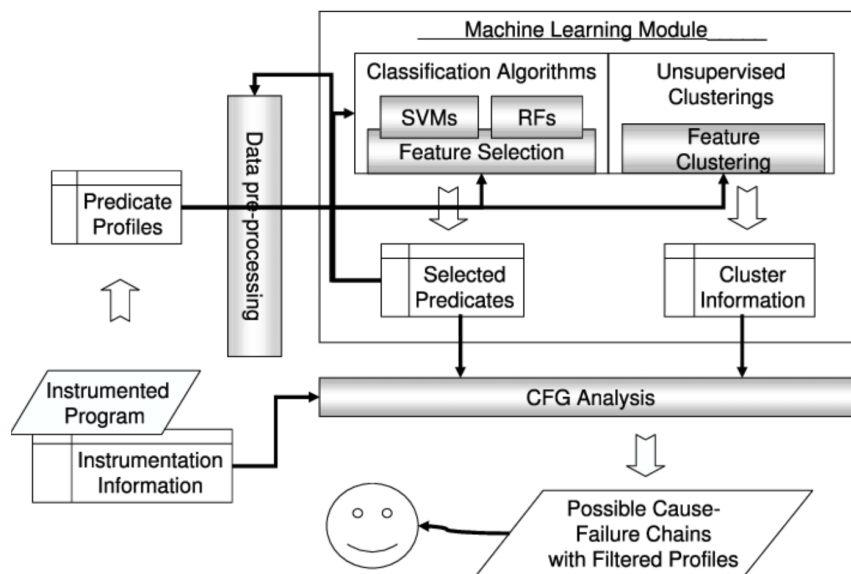 Machine Learning Module
Classification Algorithms
SVMs
RFs
Feature Selection
Unsupervised
Clusterings
Feature
Clustering
Data pre-processing
Predicate
Profiles
Selected
Predicates
Cluster
Information
Instrumented
Program
Instrumentation
Information
CFG Analysis
Possible Cause-
Failure Chains
with Filtered Profiles